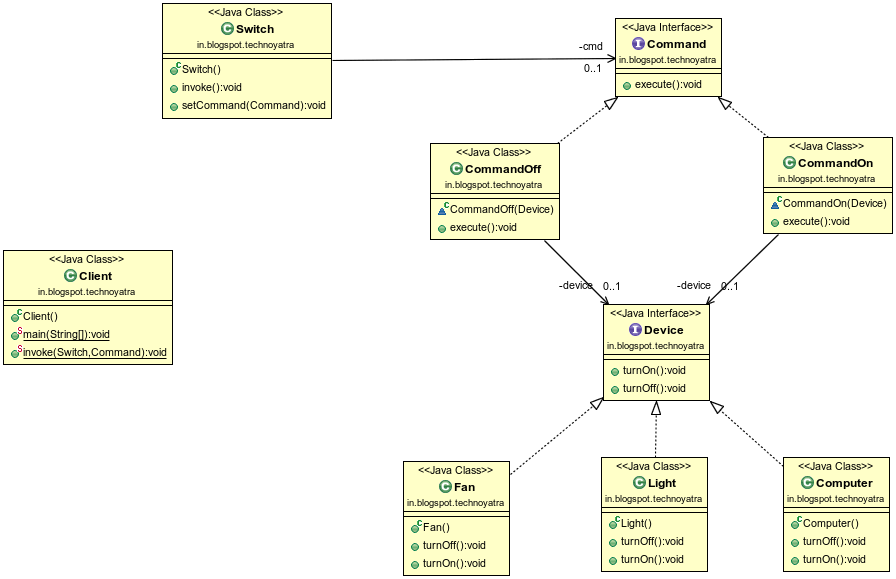 <<Java Class>>
Switch
in.blogspot.technoyatra
Switch()
invoke():void
setCommand(Command):void
-cmd
0..1
<<Java Interface>>
Command
in.blogspot.technoyatra
execute():void
<<Java Class>>
CommandOff
in.blogspot.technoyatra
CommandOff(Device)
execute():void
<<Java Class>>
CommandOn
in.blogspot.technoyatra
CommandOn(Device)
execute():void
<<Java Class>>
Client
in.blogspot.technoyatra
Client()
main(String[]):void
invoke(Switch,Command):void
-device 0..1
-device 0..1
<<Java Interface>>
Device
in.blogspot.technoyatra
turnOn():void
turnOff():void
<<Java Class>>
Fan
in.blogspot.technoyatra
Fan()
turnOff():void
turnOn():void
<<Java Class>>
Light
in.blogspot.technoyatra
Light()
turnOff():void
turnOn():void
<<Java Class>>
Computer
in.blogspot.technoyatra
Computer()
turnOff():void
turnOn():void